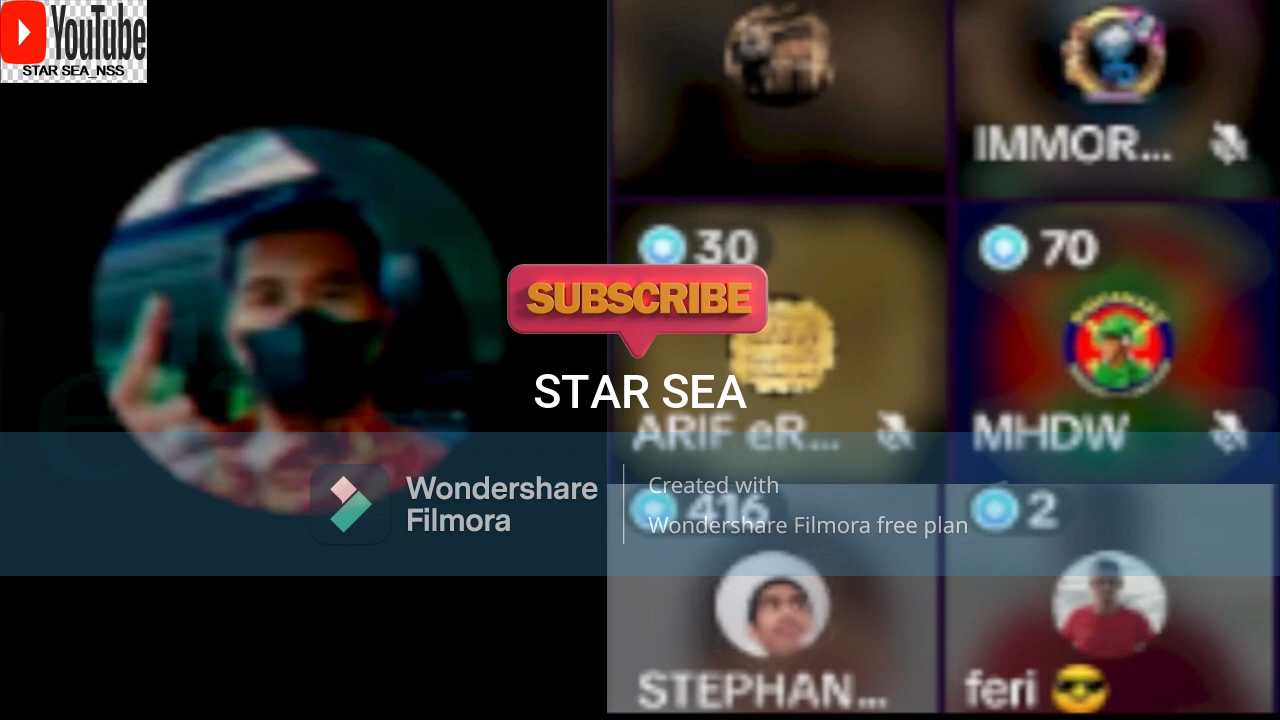 YouTube
STAR SEA_NSS
IMMOR...
30
70
SUBSCRIBE
STAR SEA
ARIF eR...
MHDW
Wondershare
Filmora
Created with
Wondershare Filmora free plan
416
2
STEPHAN...
feri 😎